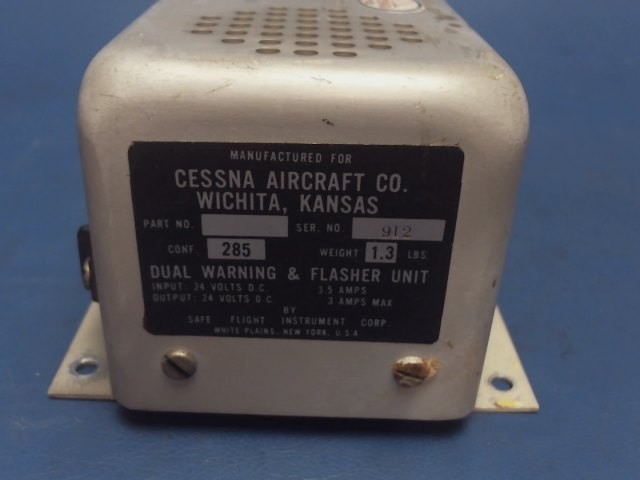 MANUFACTURED FOR
CESSNA AIRCRAFT CO.
WICHITA, KANSAS
PART NO. SER. NO. 912
CONF. 285 WEIGHT 1.3 LBS.
DUAL WARNING & FLASHER UNIT
INPUT: 24 VOLTS D.C. 3.5 AMPS
OUTPUT: 24 VOLTS D.C. 3 AMPS MAX
BY
SAFE FLIGHT INSTRUMENT CORP
WHITE PLAINS, NEW YORK, U.S.A.